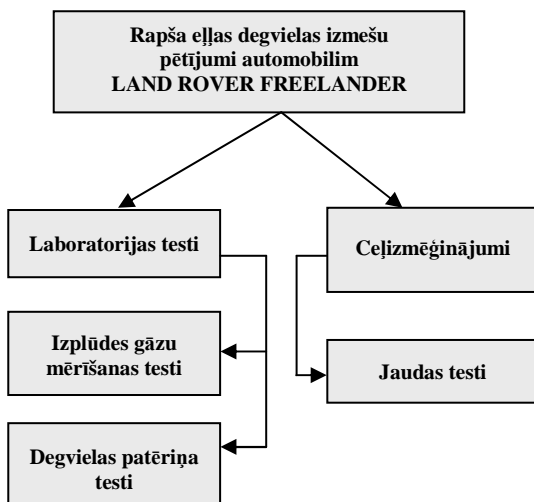 Rapša eļļas degvielas izmešu
pētījumi automobilim
LAND ROVER FREELANDER
Laboratorijas testi
Ceļizmēģinājumi
Izplūdes gāzu
mērīšanas testi
Jaudas testi
Degvielas patēriņa
testi